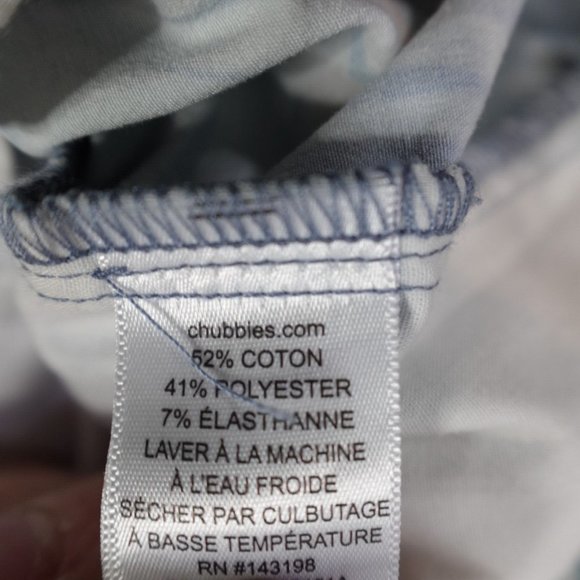 chubbies.com
52% COTON
41% POLYESTER
7% ÉLASTHANNE
LAVER À LA MACHINE
À L'EAU FROIDE
SÉCHER PAR CULBUTAGE
À BASSE TEMPÉRATURE
RN #143198